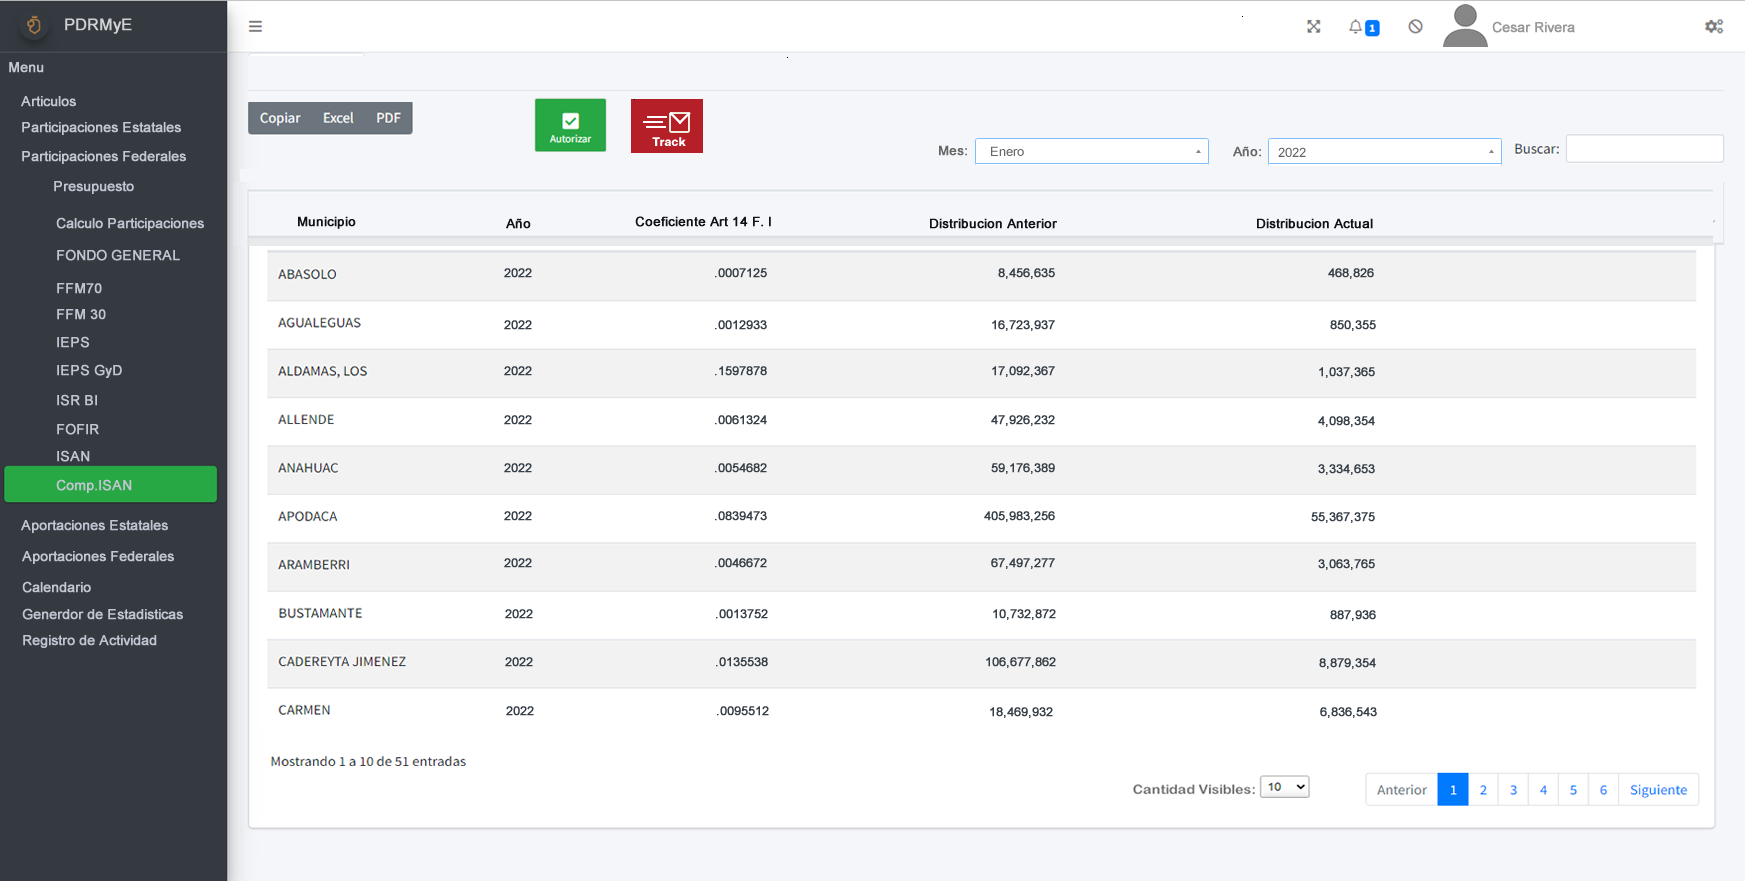 PDRMyE
Menu
Articulos
Participaciones Estatales
Participaciones Federales
Presupuesto
Calculo Participaciones
FONDO GENERAL
FFM70
FFM 30
IEPS
IEPS GyD
ISR BI
FOFIR
ISAN
Comp.ISAN
Aportaciones Estatales
Aportaciones Federales
Calendario
Generdor de Estadisticas
Registro de Actividad
1 Cesar Rivera
Copiar Excel PDF
Autorizar
Track
Mes: Enero Año: 2022 Buscar:
Municipio Año Coeficiente Art 14 F. I Distribucion Anterior Distribucion Actual
ABASOLO 2022 .0007125 8,456,635 468,826
AGUALEGUAS 2022 .0012933 16,723,937 850,355
ALDAMAS, LOS 2022 .1597878 17,092,367 1,037,365
ALLENDE 2022 .0061324 47,926,232 4,098,354
ANAHUAC 2022 .0054682 59,176,389 3,334,653
APODACA 2022 .0839473 405,983,256 55,367,375
ARAMBERRI 2022 .0046672 67,497,277 3,063,765
BUSTAMANTE 2022 .0013752 10,732,872 887,936
CADEREYTA JIMENEZ 2022 .0135538 106,677,862 8,879,354
CARMEN 2022 .0095512 18,469,932 6,836,543
Mostrando 1 a 10 de 51 entradas
Cantidad Visibles: 10
Anterior 1 2 3 4 5 6 Siguiente